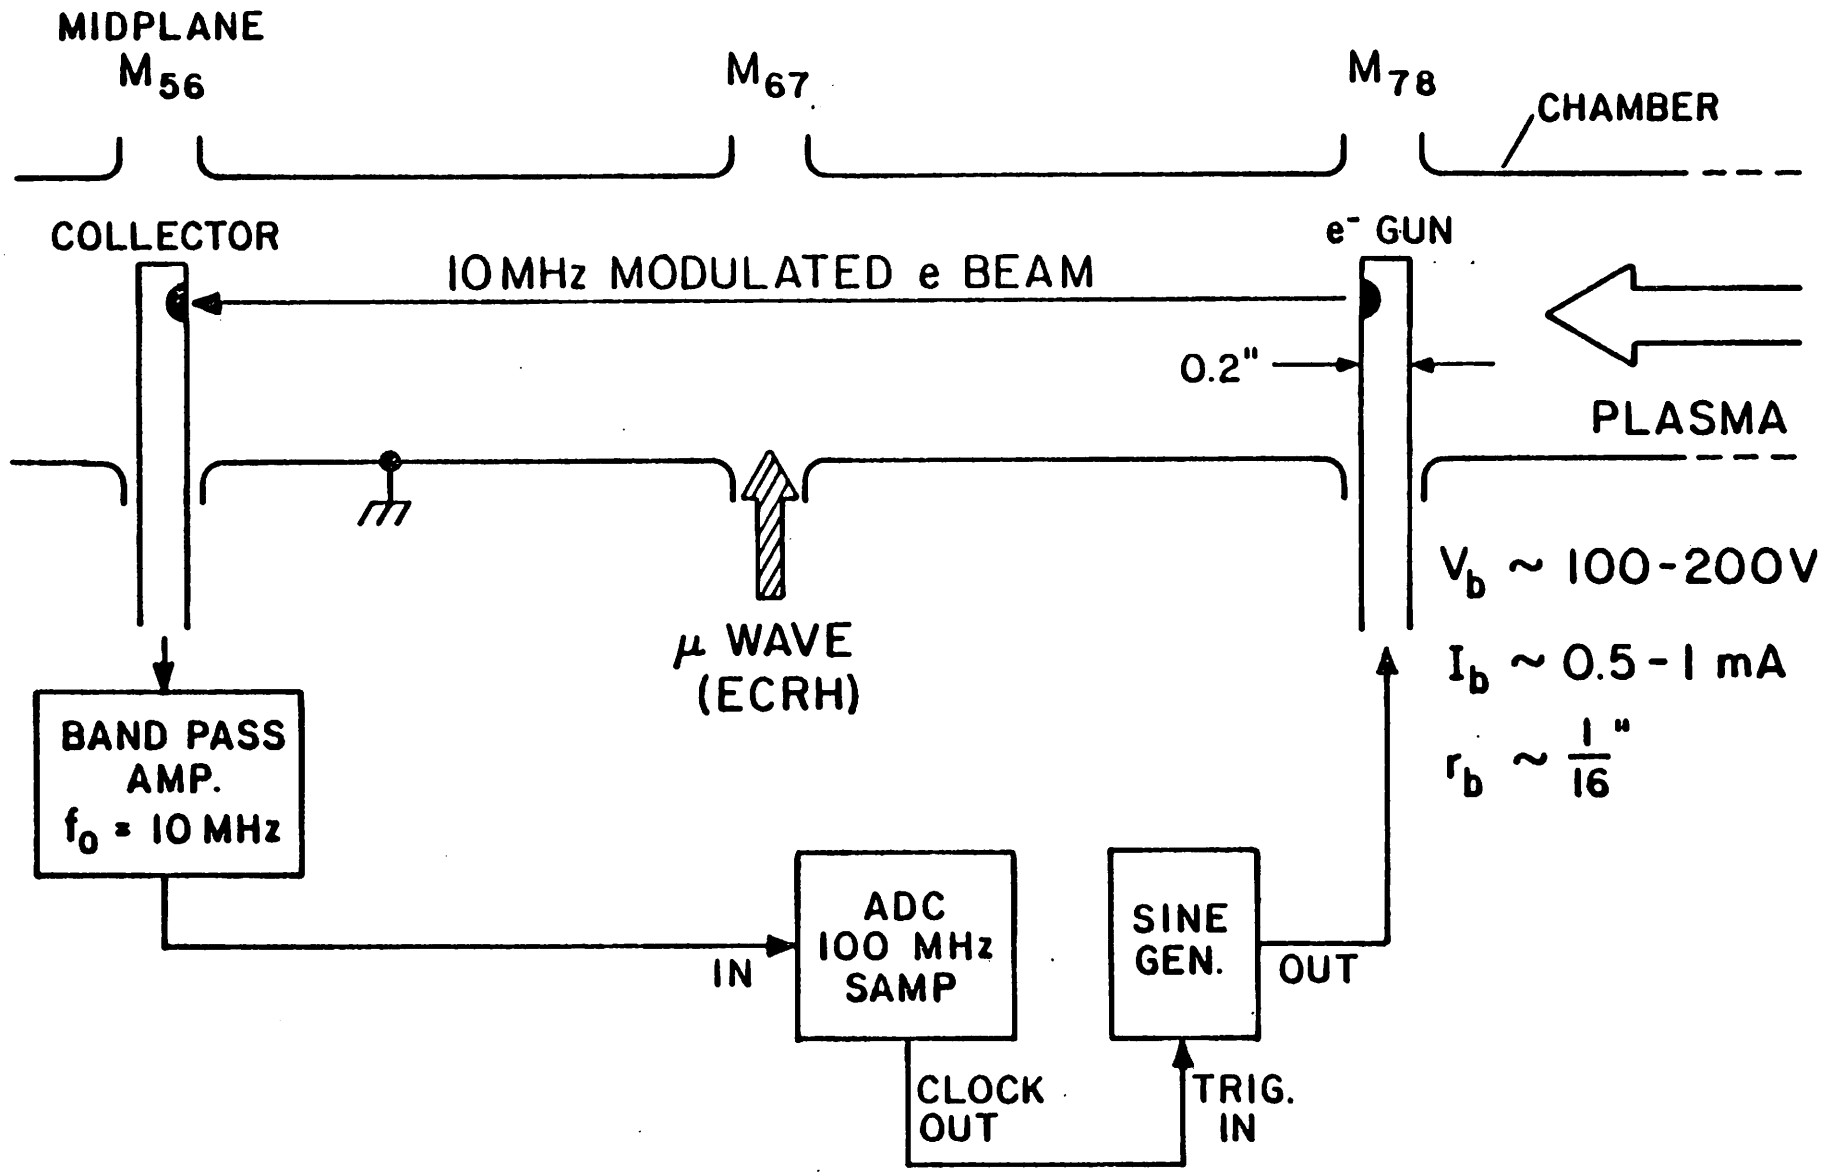 MIDPLANE
M56
M67
M78
CHAMBER
COLLECTOR
e- GUN
10 MHz MODULATED e BEAM
0.2"
PLASMA
μ WAVE
(ECRH)
Vb ~ 100-200V
Ib ~ 0.5-1 mA
rb ~ 1/16"
BAND PASS
AMP.
f0 = 10 MHz
ADC
100 MHz
SAMP
IN
SINE
GEN.
OUT
CLOCK
OUT
TRIG.
IN